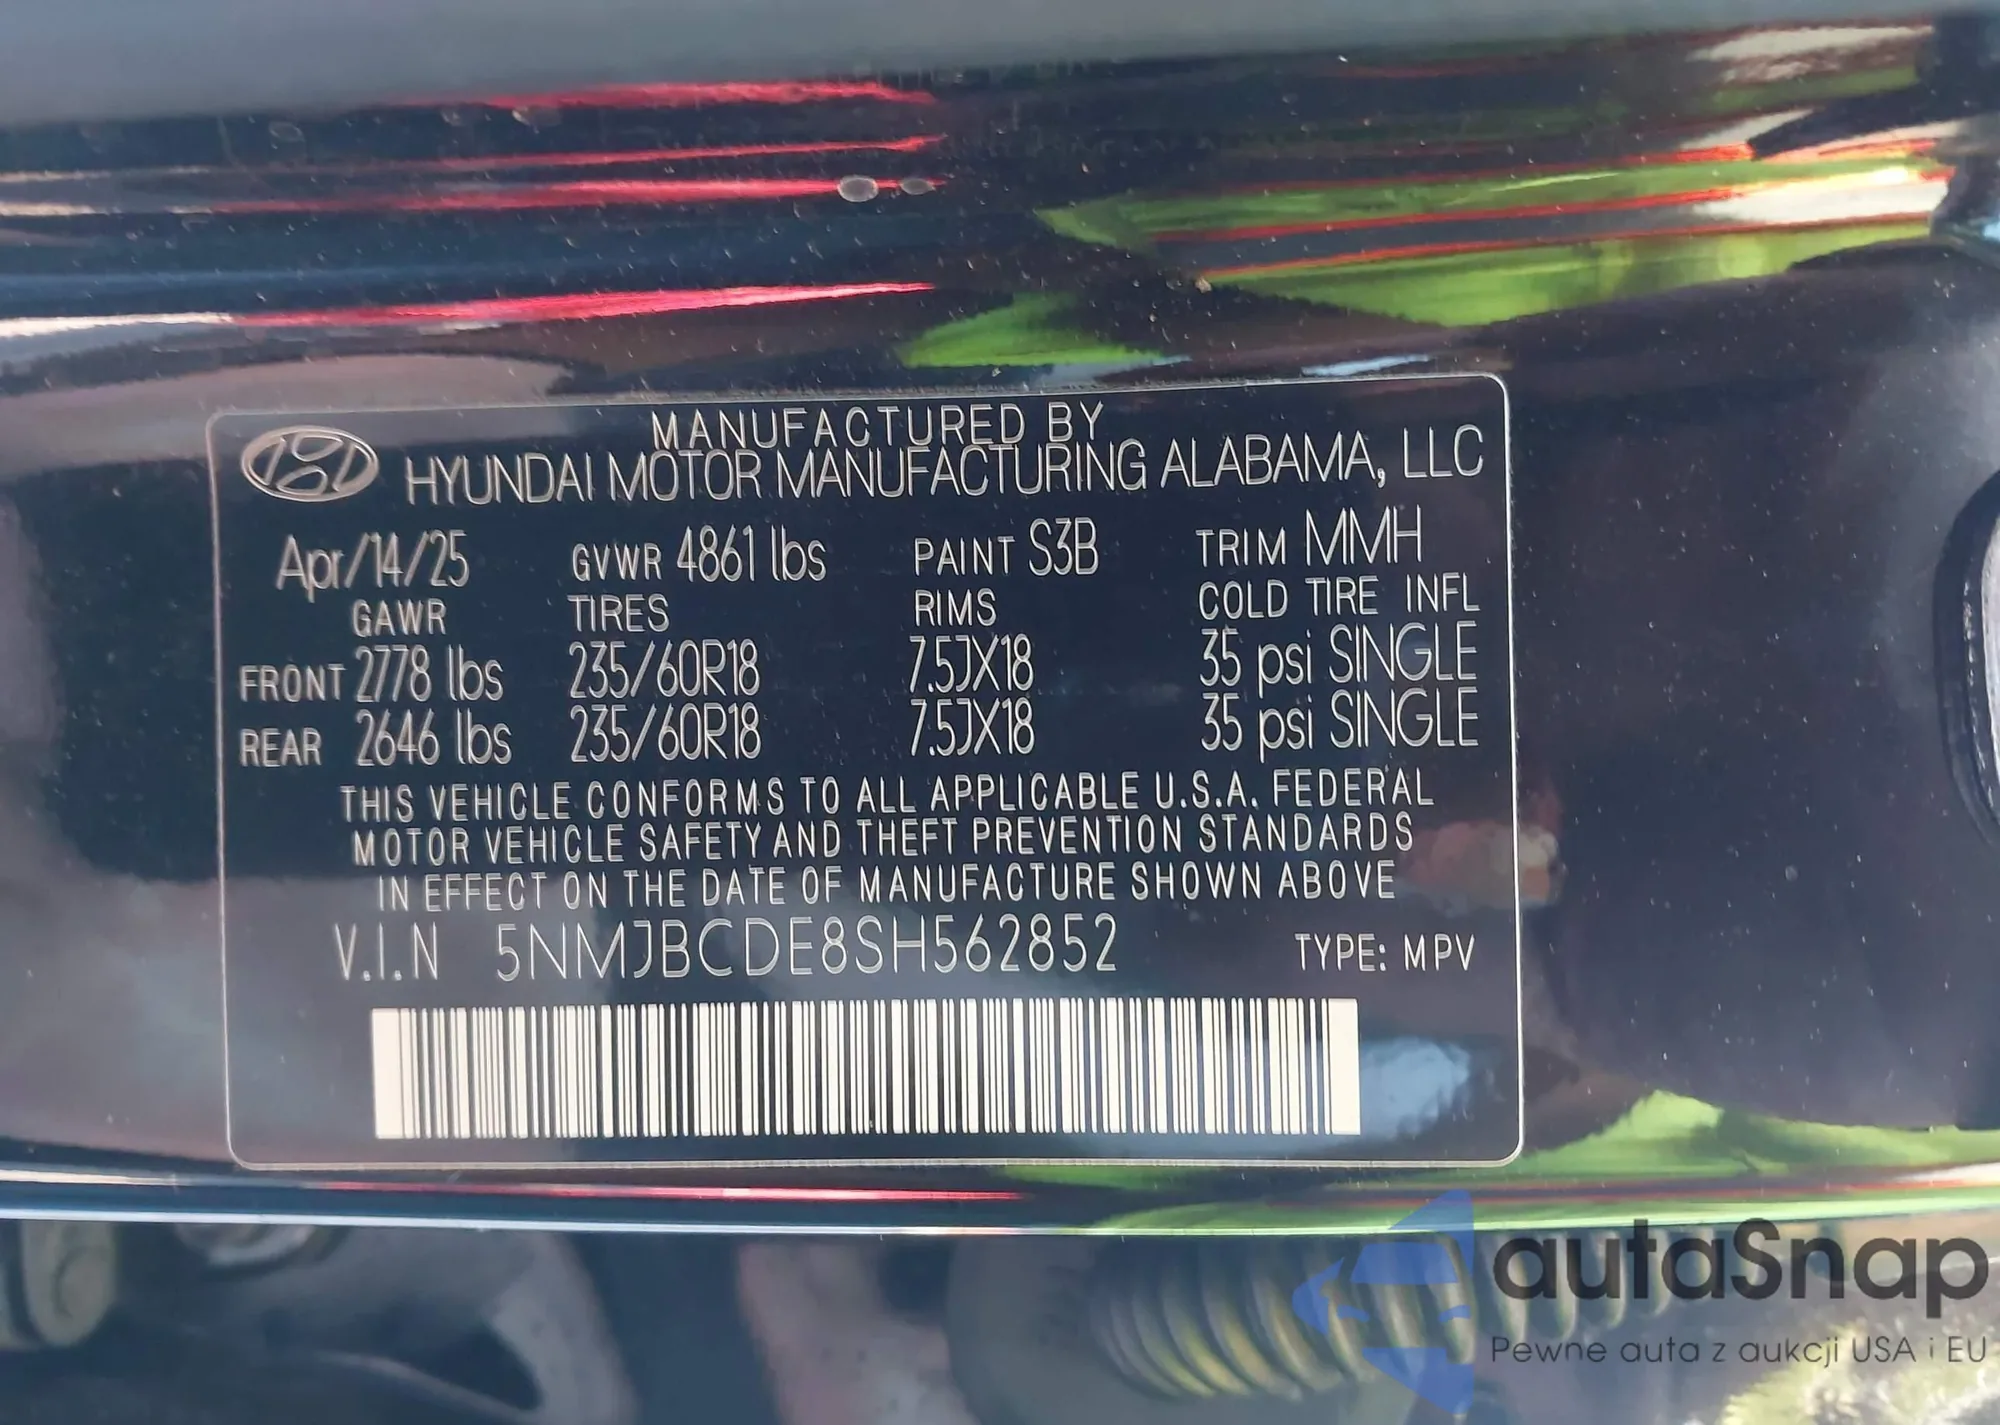 MANUFACTURED BY
HYUNDAI MOTOR MANUFACTURING ALABAMA, LLC
Apr/14/25 GVWR 4861 lbs PAINT S3B TRIM MMH
GAWR TIRES RIMS COLD TIRE INFL
FRONT 2778 lbs 235/60R18 7.5JX18 35 psi SINGLE
REAR 2646 lbs 235/60R18 7.5JX18 35 psi SINGLE
THIS VEHICLE CONFORMS TO ALL APPLICABLE U.S.A. FEDERAL
MOTOR VEHICLE SAFETY AND THEFT PREVENTION STANDARDS
IN EFFECT ON THE DATE OF MANUFACTURE SHOWN ABOVE
V.I.N 5NMJBCDE8SH562852 TYPE: MPV
autaSnap
Pewne auta z aukcji USA i EU